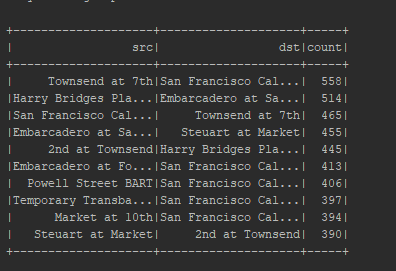 +--------------------+--------------------+-----+
|                 src|                 dst|count|
+--------------------+--------------------+-----+
|     Townsend at 7th|San Francisco Cal...|  558|
|Harry Bridges Pla...|Embarcadero at Sa...|  514|
|San Francisco Cal...|     Townsend at 7th|  465|
|Embarcadero at Sa...|   Steuart at Market|  455|
|     2nd at Townsend|Harry Bridges Pla...|  445|
|Embarcadero at Fo...|San Francisco Cal...|  413|
|  Powell Street BART|San Francisco Cal...|  406|
|Temporary Transba...|San Francisco Cal...|  397|
|      Market at 10th|San Francisco Cal...|  394|
|   Steuart at Market|     2nd at Townsend|  390|
+--------------------+--------------------+-----+